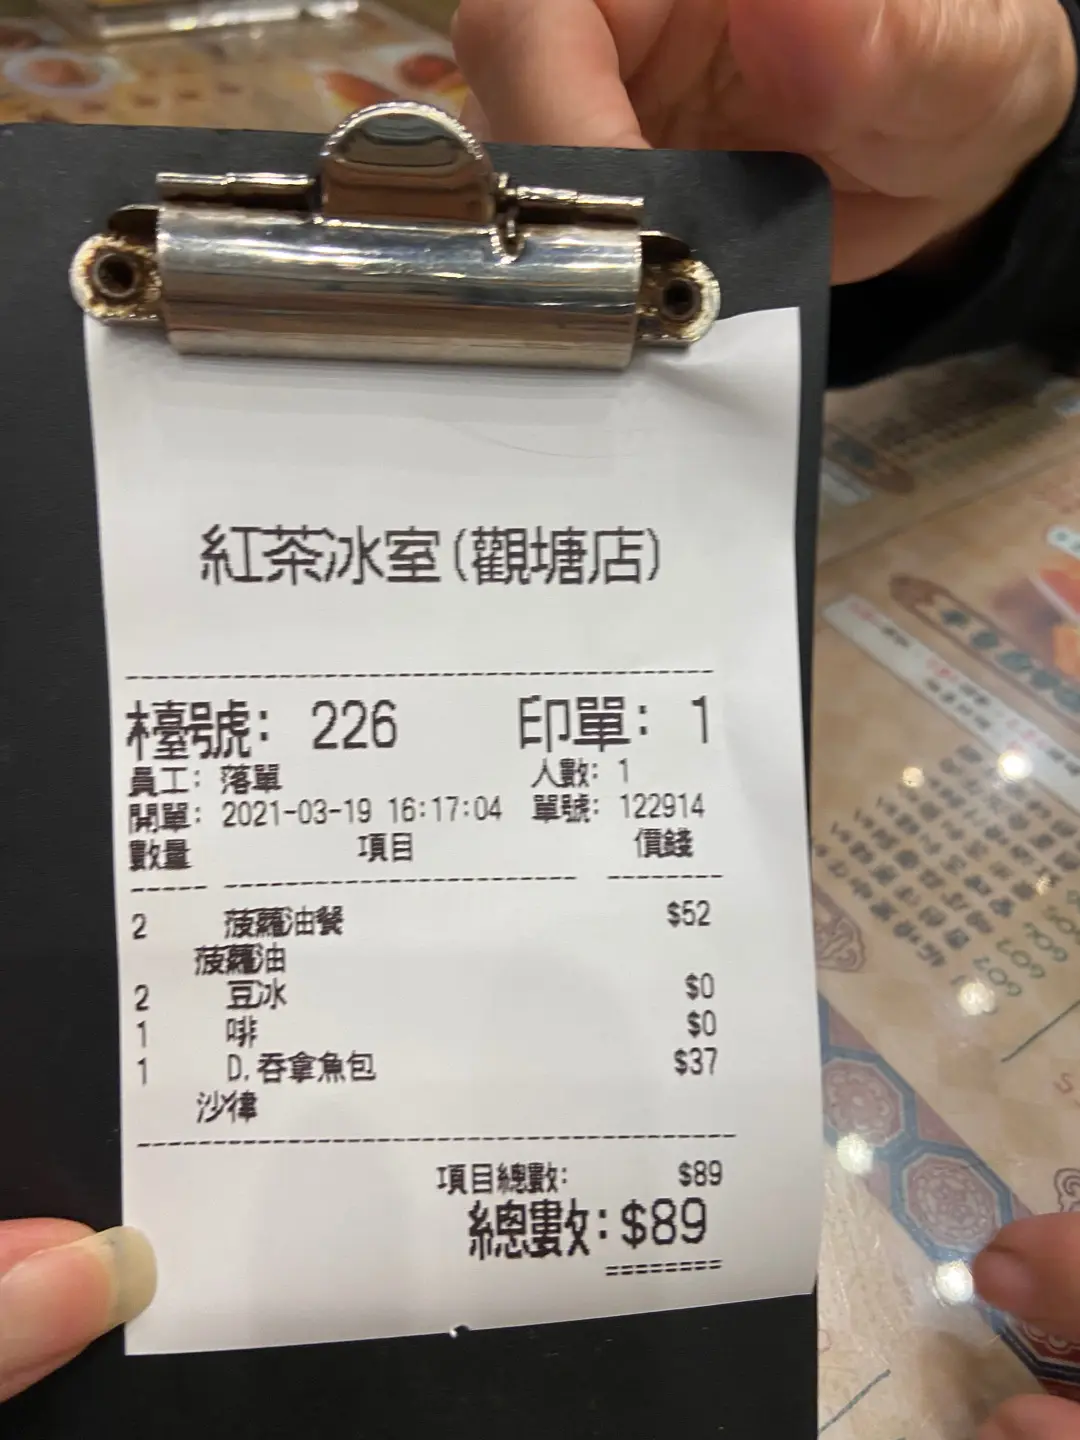 紅茶冰室(觀塘店)
檯號: 226 印單: 1
員工: 落單 人數: 1
開單: 2021-03-19 16:17:04 單號: 122914
數量 項目 價錢
2 菠蘿油餐 $52
菠蘿油
2 豆冰 $0
1 啡 $0
1 D.吞拿魚包 $37
沙律
項目總數: $89
總數:$89